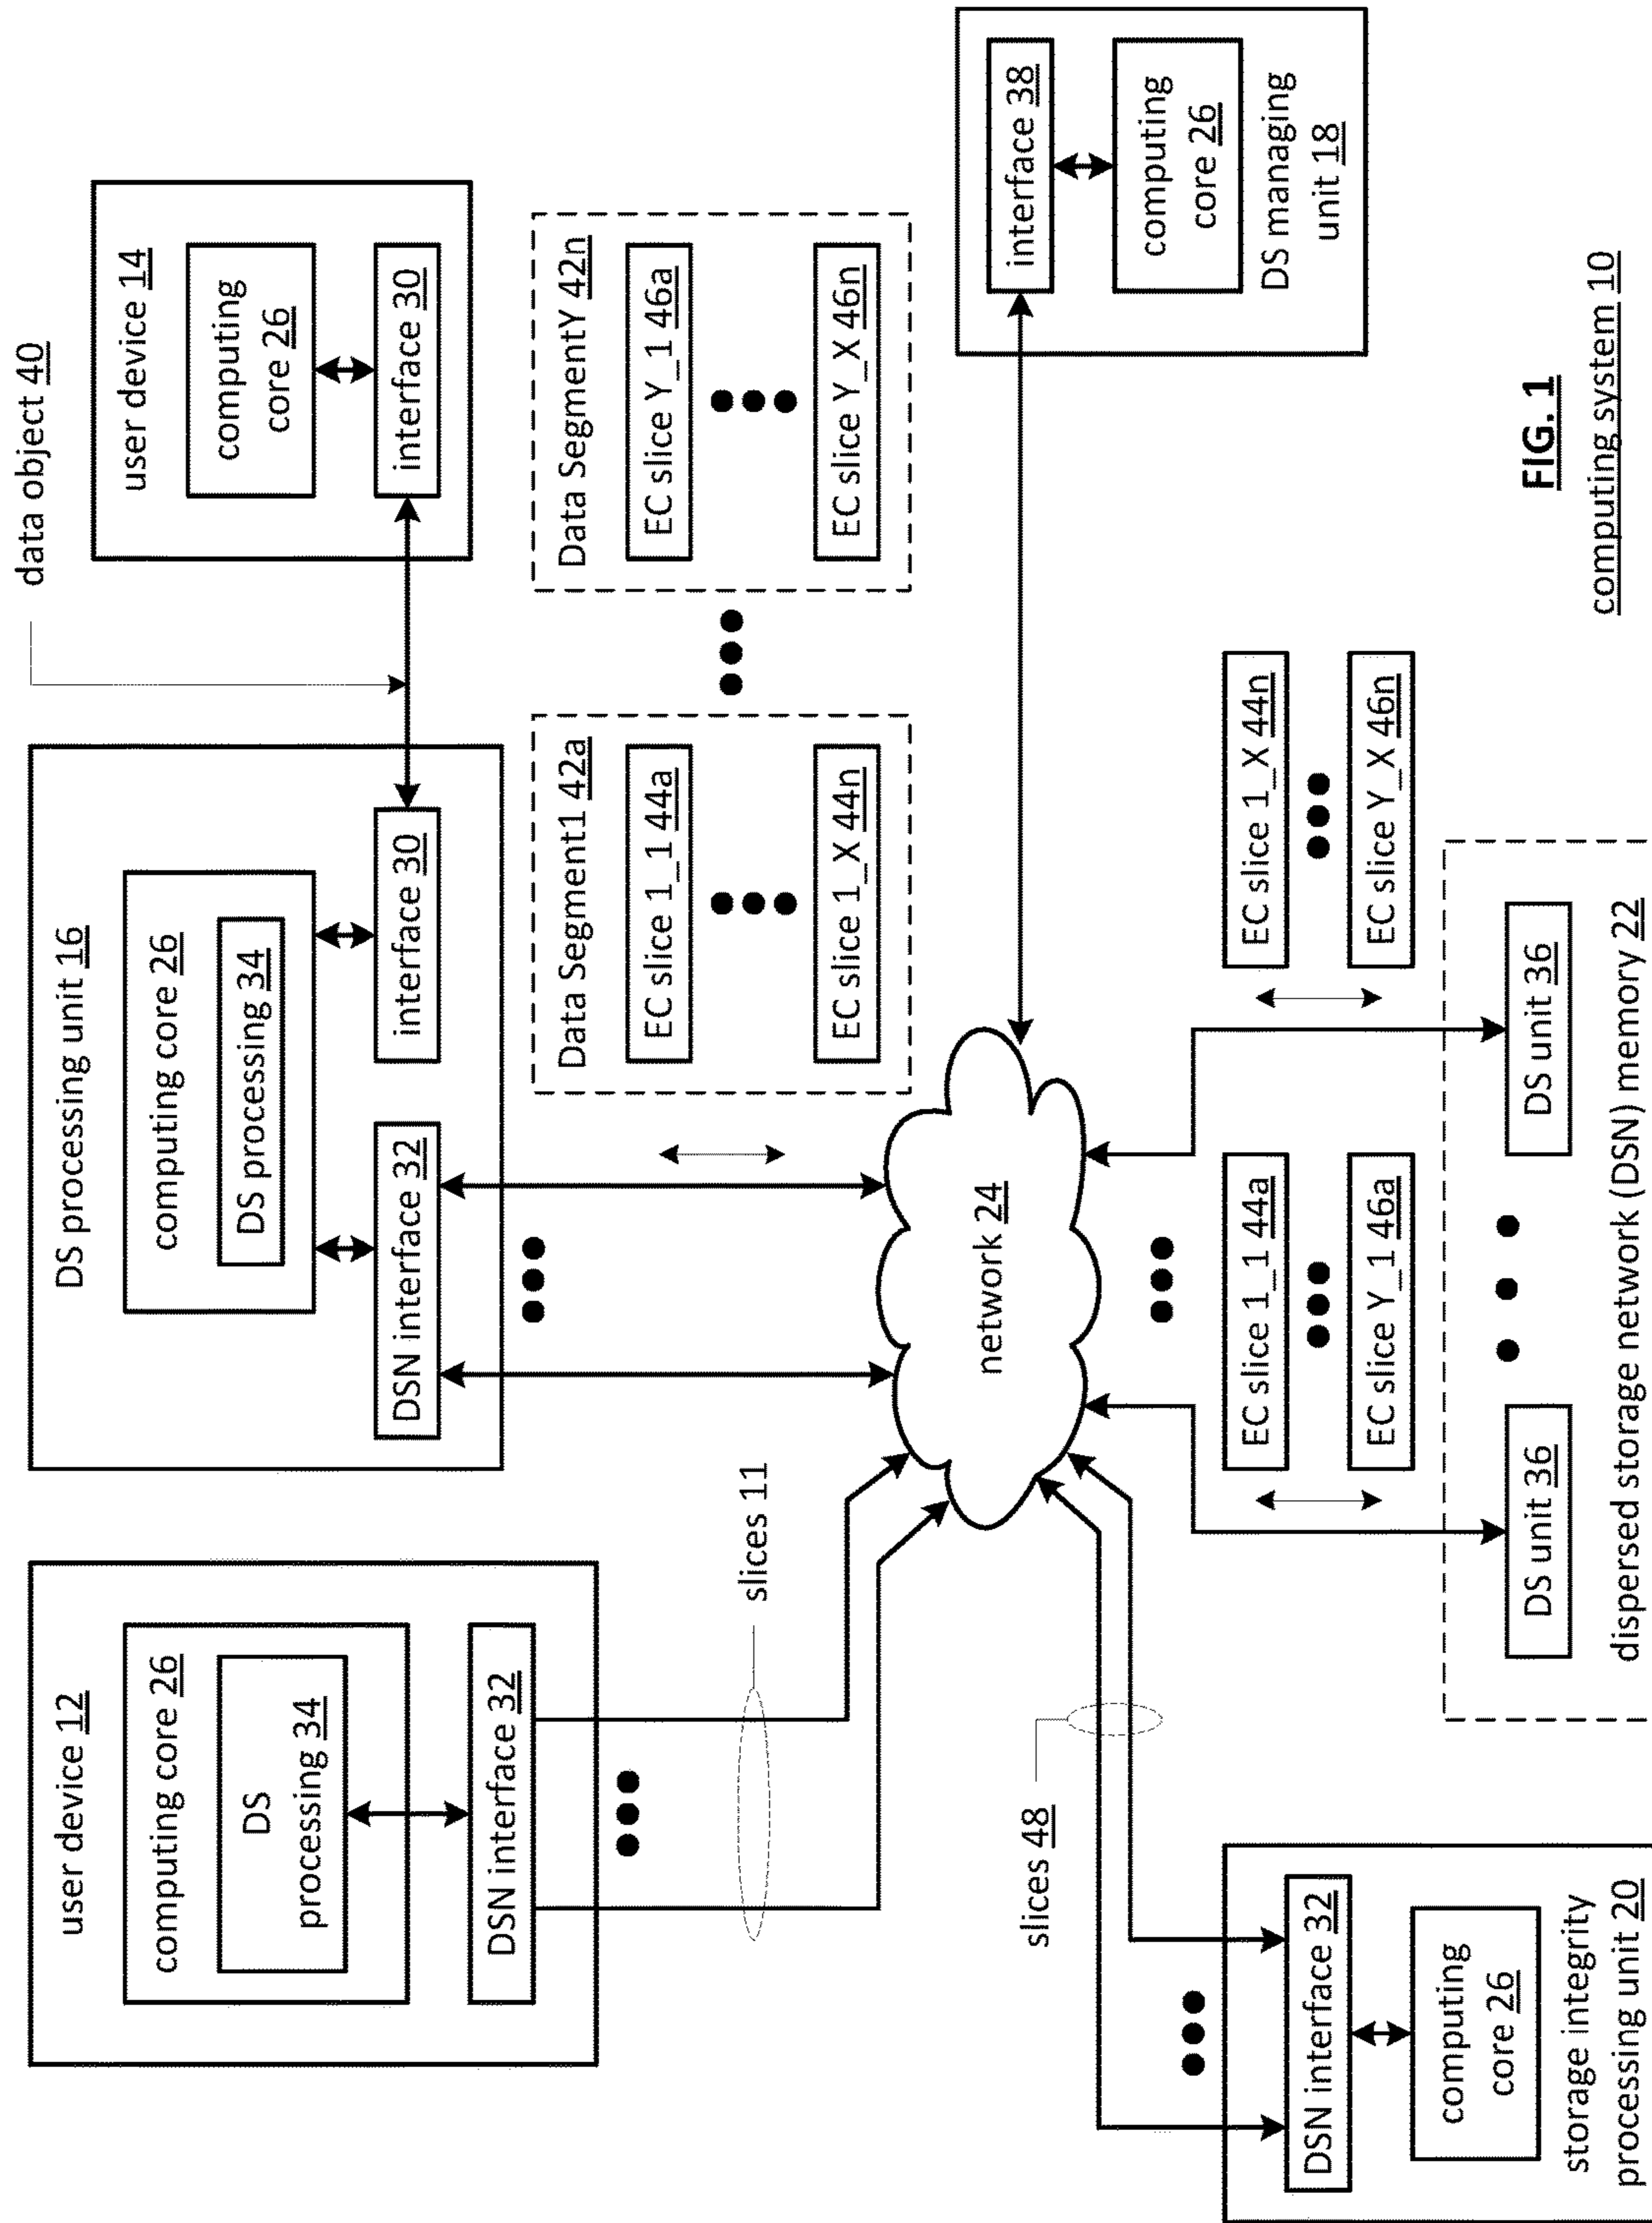 user device 12
computing core 26
DS
processing 34
DSN interface 32
slices 11
DS processing unit 16
computing core 26
DS processing 34
DSN interface 32
interface 30
data object 40
user device 14
computing
core 26
interface 30
Data Segment1 42a
EC slice 1_1 44a
EC slice 1_X 44n
Data SegmentY 42n
EC slice Y_1 46a
EC slice Y_X 46n
network 24
slices 48
DSN interface 32
computing
core 26
storage integrity
processing unit 20
EC slice 1_1 44a
EC slice Y_1 46a
EC slice 1_X 44n
EC slice Y_X 46n
DS unit 36
DS unit 36
dispersed storage network (DSN) memory 22
interface 38
computing
core 26
DS managing
unit 18
FIG. 1
computing system 10